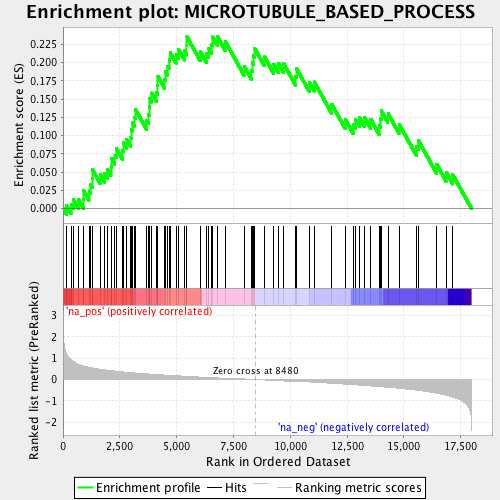 Enrichment plot: MICROTUBULE_BASED_PROCESS
Enrichment score (ES)
0.225
0.200
0.175
0.150
0.125
0.100
0.075
0.050
0.025
0.000
'na_pos' (positively correlated)
Ranked list metric (PreRanked)
3
2
1
0
-1
-2
Zero cross at 8480
'na_neg' (negatively correlated)
0 2,500 5,000 7,500 10,000 12,500 15,000 17,500
Rank in Ordered Dataset
Enrichment profile Hits Ranking metric scores